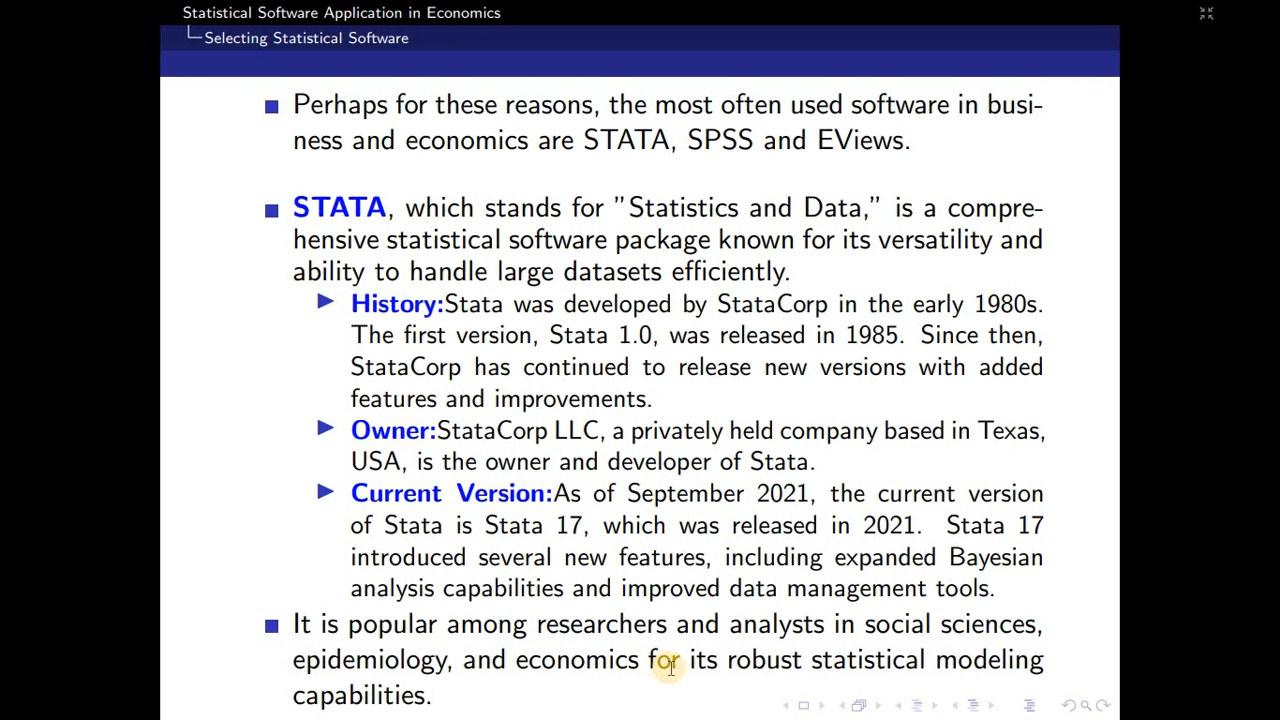 Statistical Software Application in Economics
Selecting Statistical Software
Perhaps for these reasons, the most often used software in busi-
ness and economics are STATA, SPSS and EViews.
STATA, which stands for ”Statistics and Data,” is a compre-
hensive statistical software package known for its versatility and
ability to handle large datasets efficiently.
History:Stata was developed by StataCorp in the early 1980s.
The first version, Stata 1.0, was released in 1985. Since then,
StataCorp has continued to release new versions with added
features and improvements.
Owner:StataCorp LLC, a privately held company based in Texas,
USA, is the owner and developer of Stata.
Current Version:As of September 2021, the current version
of Stata is Stata 17, which was released in 2021. Stata 17
introduced several new features, including expanded Bayesian
analysis capabilities and improved data management tools.
It is popular among researchers and analysts in social sciences,
epidemiology, and economics for its robust statistical modeling
capabilities.